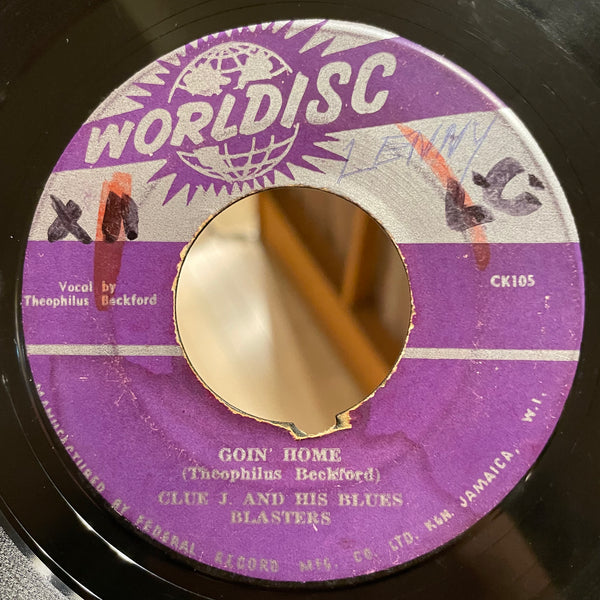 WORLDISC
LENNY
X.N
L.C.
Vocal by
Theophilus Beckford
CK105
GOIN' HOME
(Theophilus Beckford)
CLUE J. AND HIS BLUES
BLASTERS
MANUFACTURED BY FEDERAL RECORD MFG. CO. LTD. KGN. JAMAICA, W.I.